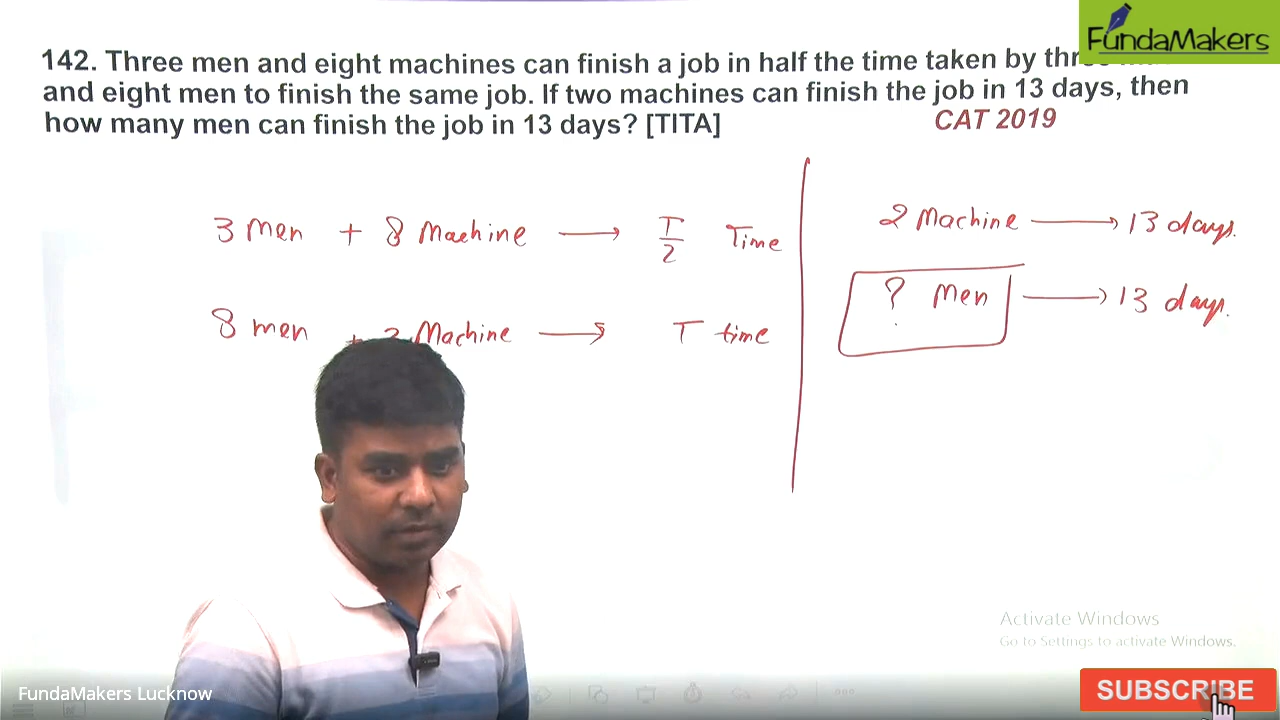 FundaMakers
142. Three men and eight machines can finish a job in half the time taken by
and eight men to finish the same job. If two machines can finish the job in 13 days, then
how many men can finish the job in 13 days? [TITA]
CAT 2019
3 men + 8 Machine → T/2 Time
8 men + 3 Machine → T time
2 Machine → 13 days.
? Men → 13 days.
Activate Windows
Go to Settings to activate Windows.
FundaMakers Lucknow
SUBSCRIBE